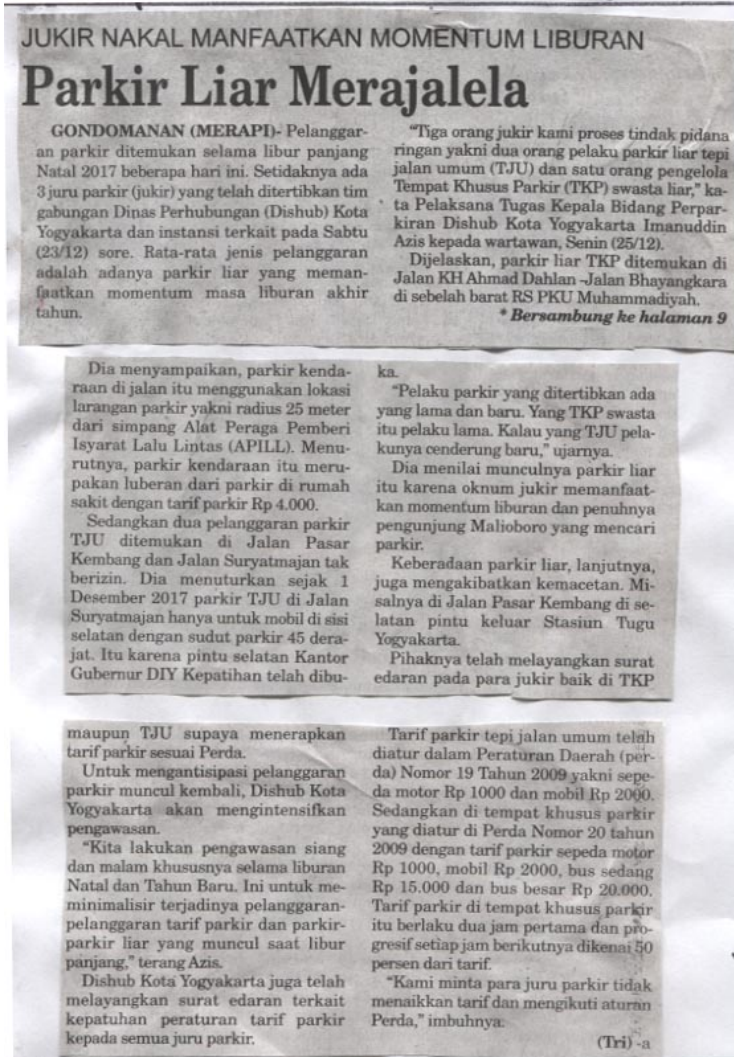 JUKIR NAKAL MANFAATKAN MOMENTUM LIBURAN
Parkir Liar Merajalela
GONDOMANAN (MERAPI)- Pelanggar-
an parkir ditemukan selama libur panjang
Natal 2017 beberapa hari ini. Setidaknya ada
3 juru parkir (jukir) yang telah ditertibkan tim
gabungan Dinas Perhubungan (Dishub) Kota
Yogyakarta dan instansi terkait pada Sabtu
(23/12) sore. Rata-rata jenis pelanggaran
adalah adanya parkir liar yang meman-
faatkan momentum masa liburan akhir
tahun.
"Tiga orang jukir kami proses tindak pidana
ringan yakni dua orang pelaku parkir liar tepi
jalan umum (TJU) dan satu orang pengelola
Tempat Khusus Parkir (TKP) swasta liar," ka-
ta Pelaksana Tugas Kepala Bidang Perpar-
kiran Dishub Kota Yogyakarta Imanuddin
Azis kepada wartawan, Senin (25/12).
Dijelaskan, parkir liar TKP ditemukan di
Jalan KH Ahmad Dahlan -Jalan Bhayangkara
di sebelah barat RS PKU Muhammadiyah.
* Bersambung ke halaman 9
Dia menyampaikan, parkir kenda-
raan di jalan itu menggunakan lokasi
larangan parkir yakni radius 25 meter
dari simpang Alat Peraga Pemberi
Isyarat Lalu Lintas (APILL). Menu-
rutnya, parkir kendaraan itu meru-
pakan luberan dari parkir di rumah
sakit dengan tarif parkir Rp 4.000.
Sedangkan dua pelanggaran parkir
TJU ditemukan di Jalan Pasar
Kembang dan Jalan Suryatmajan tak
berizin. Dia menuturkan sejak 1
Desember 2017 parkir TJU di Jalan
Suryatmajan hanya untuk mobil di sisi
selatan dengan sudut parkir 45 dera-
jat. Itu karena pintu selatan Kantor
Gubernur DIY Kepatihan telah dibu-
ka.
"Pelaku parkir yang ditertibkan ada
yang lama dan baru. Yang TKP swasta
itu pelaku lama. Kalau yang TJU pela-
kunya cenderung baru," ujarnya.
Dia menilai munculnya parkir liar
itu karena oknum jukir memanfaat-
kan momentum liburan dan penuhnya
pengunjung Malioboro yang mencari
parkir.
Keberadaan parkir liar, lanjutnya,
juga mengakibatkan kemacetan. Mi-
salnya di Jalan Pasar Kembang di se-
latan pintu keluar Stasiun Tugu
Yogyakarta.
Pihaknya telah melayangkan surat
edaran pada para jukir baik di TKP
maupun TJU supaya menerapkan
tarif parkir sesuai Perda.
Untuk mengantisipasi pelanggaran
parkir muncul kembali, Dishub Kota
Yogyakarta akan mengintensifkan
pengawasan.
"Kita lakukan pengawasan siang
dan malam khususnya selama liburan
Natal dan Tahun Baru. Ini untuk me-
minimalisir terjadinya pelanggaran-
pelanggaran tarif parkir dan parkir-
parkir liar yang muncul saat libur
panjang," terang Azis.
Dishub Kota Yogyakarta juga telah
melayangkan surat edaran terkait
kepatuhan peraturan tarif parkir
kepada semua juru parkir.
Tarif parkir tepi jalan umum telah
diatur dalam Peraturan Daerah (per-
da) Nomor 19 Tahun 2009 yakni sepe-
da motor Rp 1000 dan mobil Rp 2000.
Sedangkan di tempat khusus parkir
yang diatur di Perda Nomor 20 tahun
2009 dengan tarif parkir sepeda motor
Rp 1000, mobil Rp 2000, bus sedang
Rp 15.000 dan bus besar Rp 20.000.
Tarif parkir di tempat khusus parkir
itu berlaku dua jam pertama dan pro-
gresif setiap jam berikutnya dikenai 50
persen dari tarif.
"Kami minta para juru parkir tidak
menaikkan tarif dan mengikuti aturan
Perda," imbuhnya.
(Tri) -a